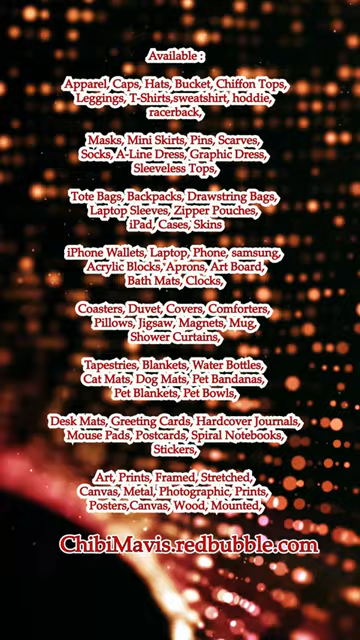 Available :
Apparel, Caps, Hats, Bucket, Chiffon Tops,
Leggings, T-Shirts,sweatshirt, hoddie,
racerback,
Masks, Mini Skirts, Pins, Scarves,
Socks, A-Line Dress, Graphic Dress,
Sleeveless Tops,
Tote Bags, Backpacks, Drawstring Bags,
Laptop Sleeves, Zipper Pouches,
iPad, Cases, Skins
iPhone Wallets, Laptop, Phone, samsung,
Acrylic Blocks, Aprons, Art Board,
Bath Mats, Clocks,
Coasters, Duvet, Covers, Comforters,
Pillows, Jigsaw, Magnets, Mug,
Shower Curtains,
Tapestries, Blankets, Water Bottles,
Cat Mats, Dog Mats, Pet Bandanas,
Pet Blankets, Pet Bowls,
Desk Mats, Greeting Cards, Hardcover Journals,
Mouse Pads, Postcards, Spiral Notebooks,
Stickers,
Art, Prints, Framed, Stretched,
Canvas, Metal, Photographic, Prints,
Posters,Canvas, Wood, Mounted,
ChibiMavis.redbubble.com